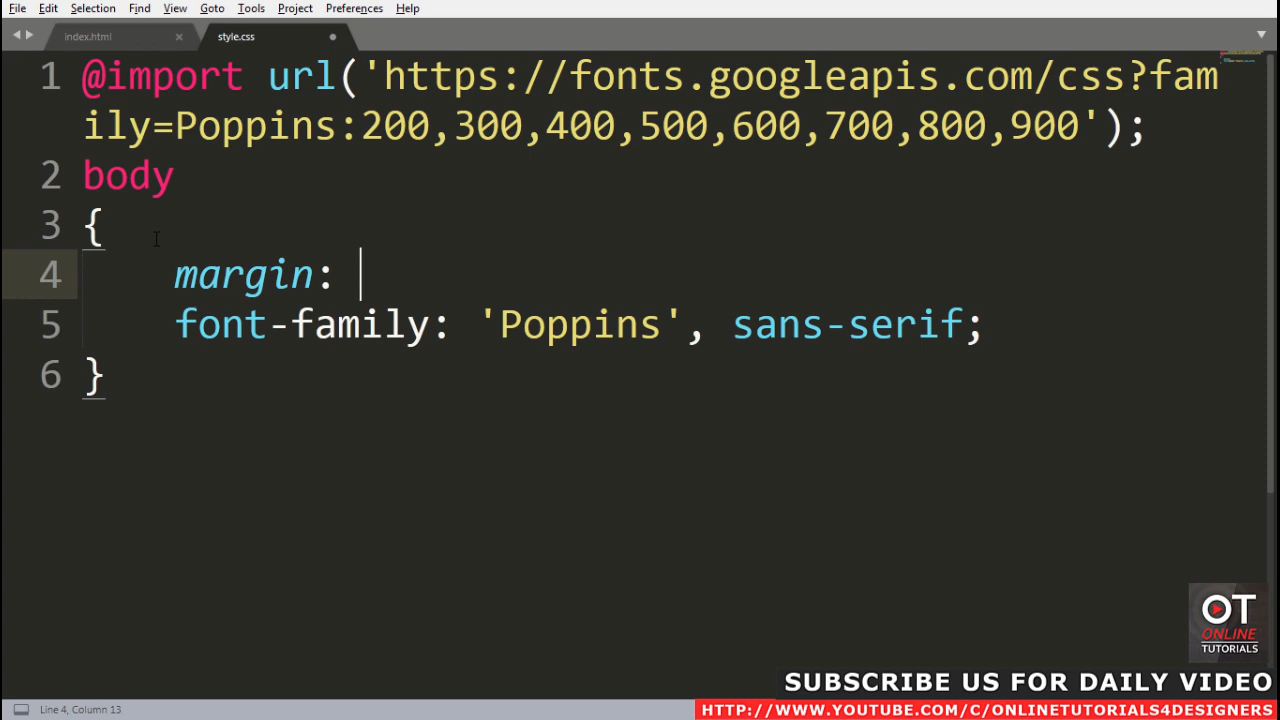 File Edit Selection Find View Goto Tools Project Preferences Help
index.html × style.css
1 @import url('https://fonts.googleapis.com/css?fam
ily=Poppins:200,300,400,500,600,700,800,900');
2 body
3 {
4 margin:
5 font-family: 'Poppins', sans-serif;
6 }
OT
ONLINE
TUTORIALS
SUBSCRIBE US FOR DAILY VIDEO
Line 4, Column 13
HTTP://WWW.YOUTUBE.COM/C/ONLINETUTORIALS4DESIGNERS